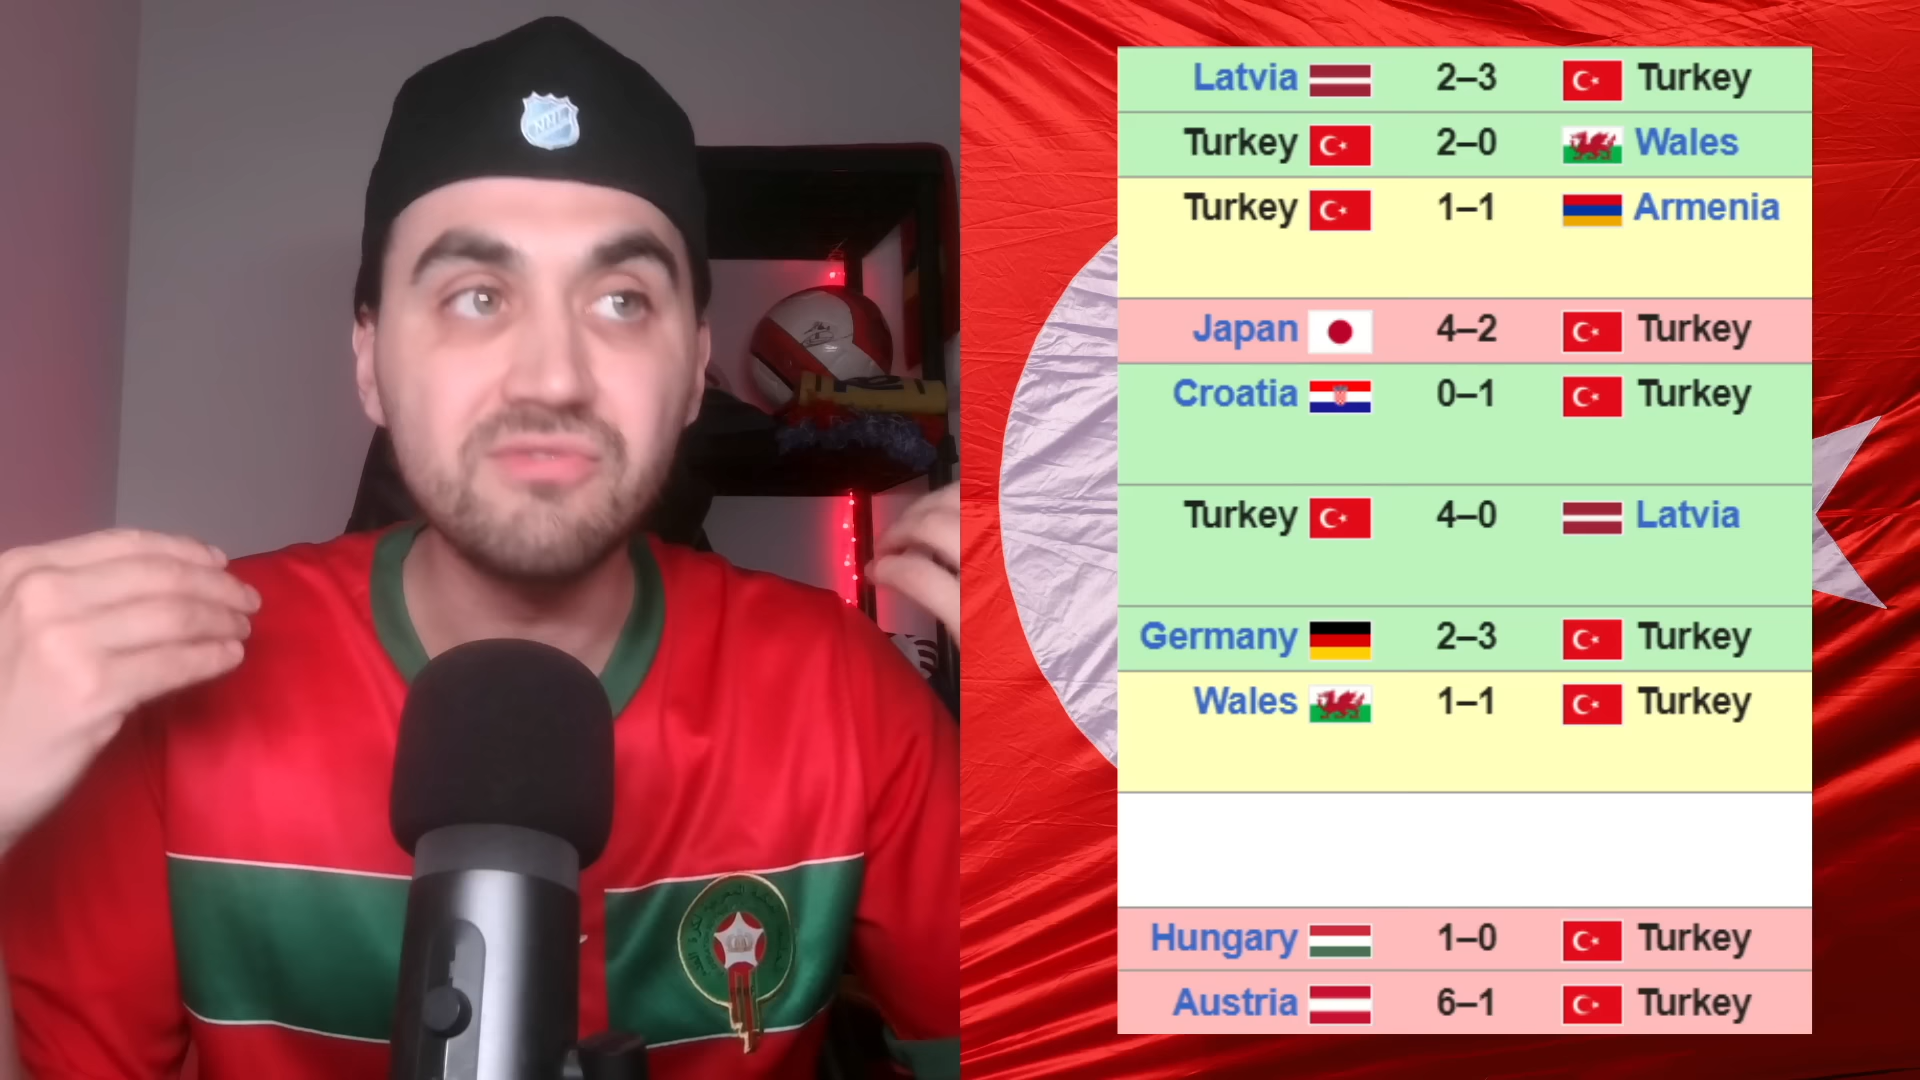 NHL
Latvia 2–3 Turkey
Turkey 2–0 Wales
Turkey 1–1 Armenia
Japan 4–2 Turkey
Croatia 0–1 Turkey
Turkey 4–0 Latvia
Germany 2–3 Turkey
Wales 1–1 Turkey
Hungary 1–0 Turkey
Austria 6–1 Turkey